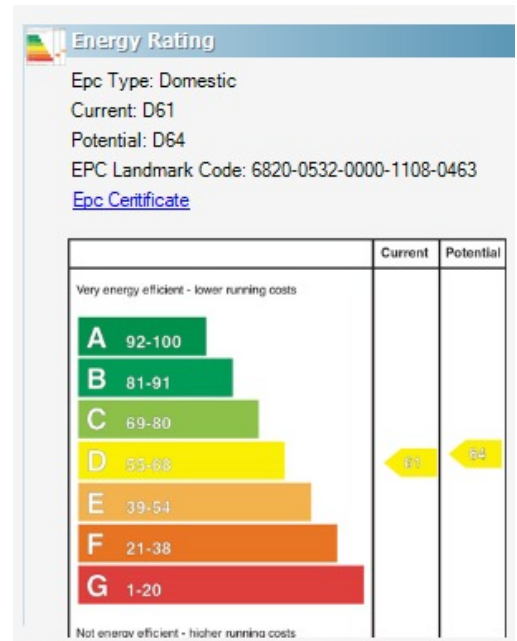 Energy Rating
Epc Type: Domestic
Current: D61
Potential: D64
EPC Landmark Code: 6820-0532-0000-1108-0463
Epc Ceritificate
Current Potential
Very energy efficient - lower running costs
A 92-100
B 81-91
C 69-80
D 55-68 61 64
E 39-54
F 21-38
G 1-20
Not energy efficient - higher running costs